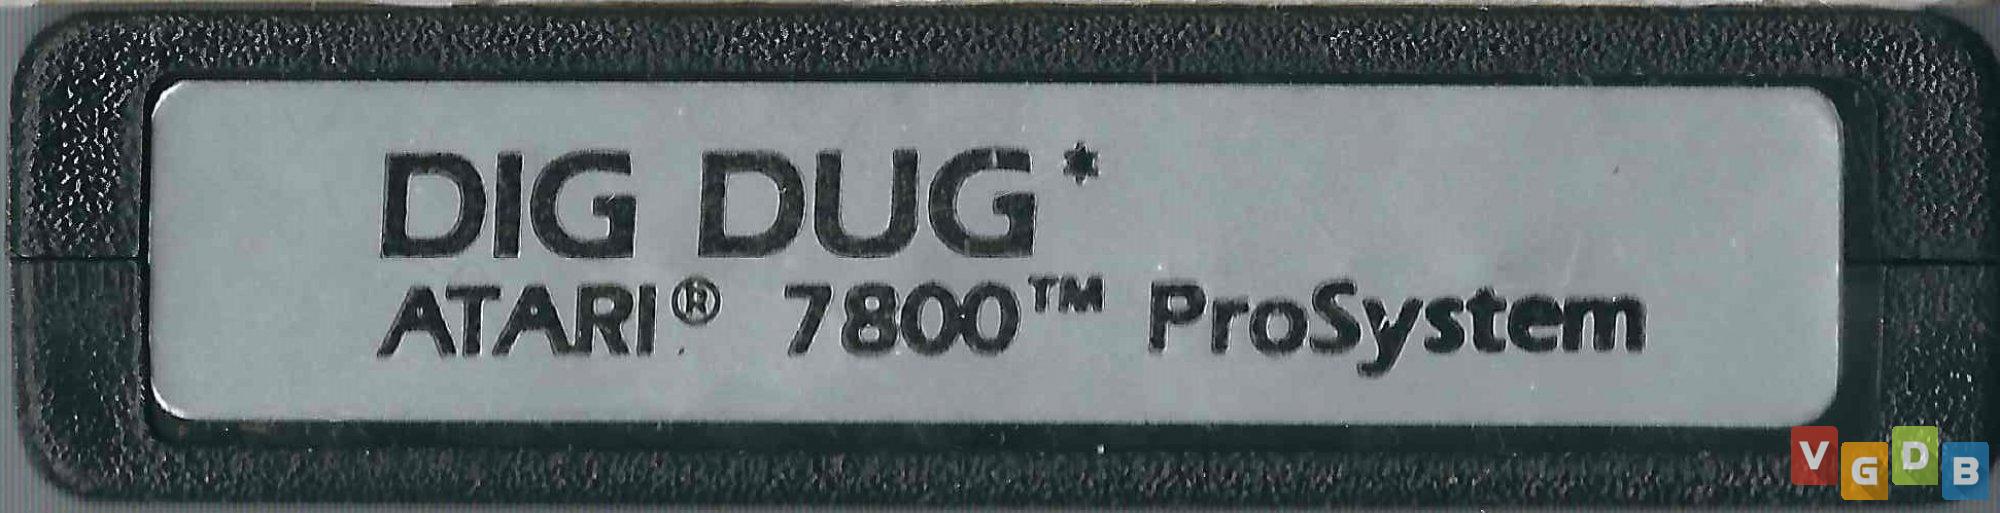 DIG DUG*
ATARI® 7800™ ProSystem
VGDB